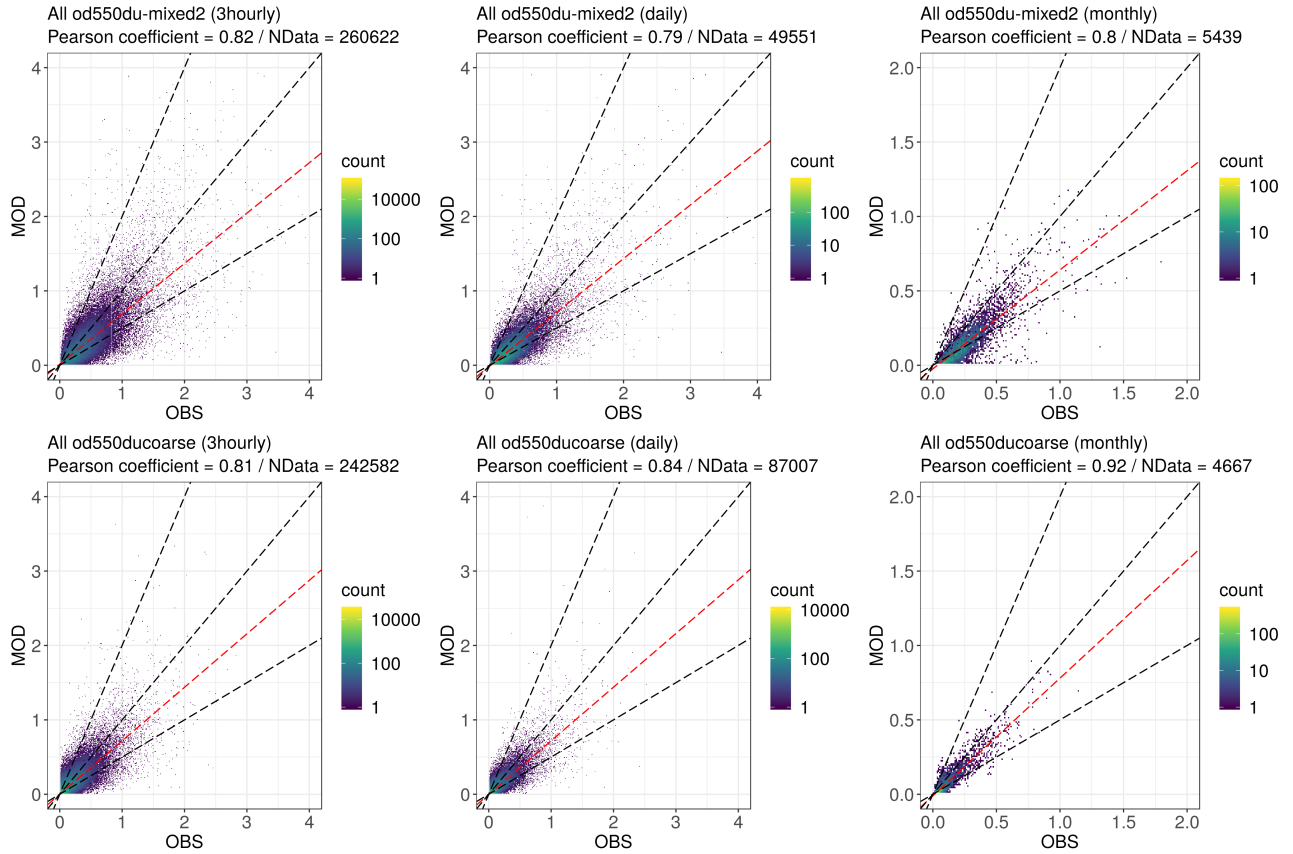 All od550du-mixed2 (3hourly)
Pearson coefficient = 0.82 / NData = 260622
4
3
2
1
0
MOD
0 1 2 3 4
OBS
count
10000
100
1
All od550du-mixed2 (daily)
Pearson coefficient = 0.79 / NData = 49551
4
3
2
1
0
MOD
0 1 2 3 4
OBS
count
100
10
1
All od550du-mixed2 (monthly)
Pearson coefficient = 0.8 / NData = 5439
2.0
1.5
1.0
0.5
0.0
MOD
0.0 0.5 1.0 1.5 2.0
OBS
count
100
10
1
All od550ducoarse (3hourly)
Pearson coefficient = 0.81 / NData = 242582
4
3
2
1
0
MOD
0 1 2 3 4
OBS
count
10000
100
1
All od550ducoarse (daily)
Pearson coefficient = 0.84 / NData = 87007
4
3
2
1
0
MOD
0 1 2 3 4
OBS
count
10000
100
1
All od550ducoarse (monthly)
Pearson coefficient = 0.92 / NData = 4667
2.0
1.5
1.0
0.5
0.0
MOD
0.0 0.5 1.0 1.5 2.0
OBS
count
100
10
1